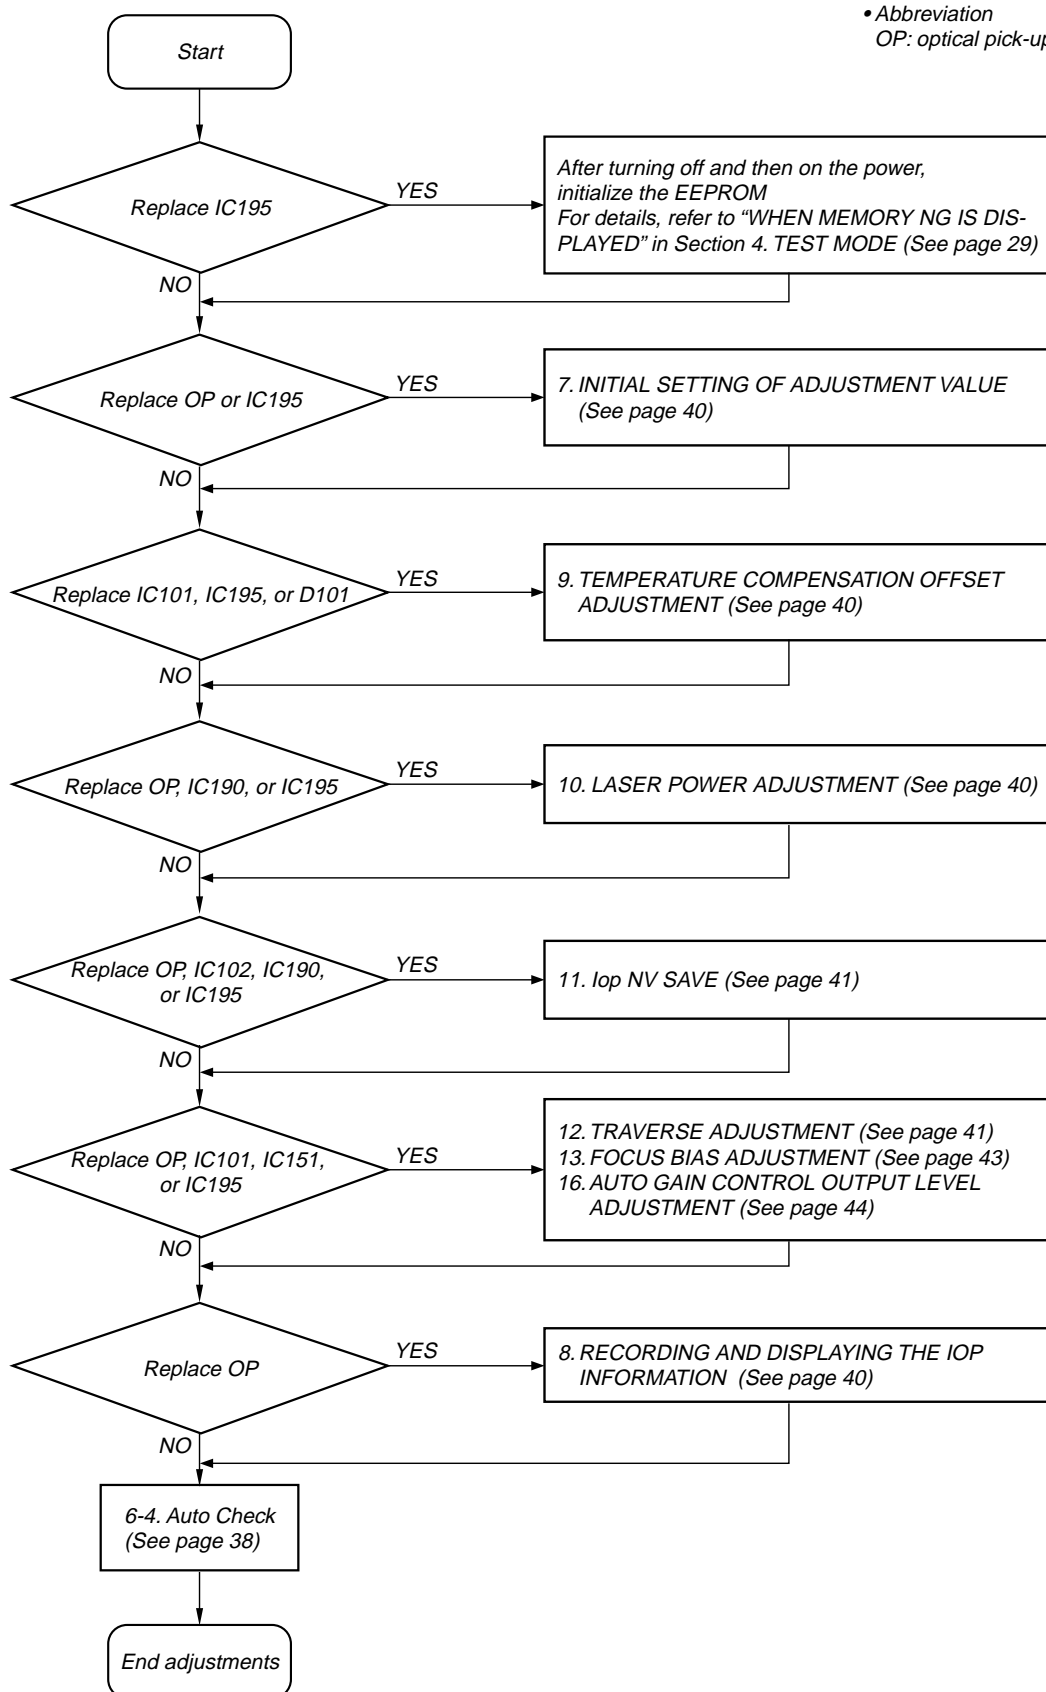 • Abbreviation
OP: optical pick-up
Start
Replace IC195
YES
After turning off and then on the power,
initialize the EEPROM
For details, refer to “WHEN MEMORY NG IS DIS-
PLAYED” in Section 4. TEST MODE (See page 29)
NO
Replace OP or IC195
YES
7. INITIAL SETTING OF ADJUSTMENT VALUE
(See page 40)
NO
Replace IC101, IC195, or D101
YES
9. TEMPERATURE COMPENSATION OFFSET
ADJUSTMENT (See page 40)
NO
Replace OP, IC190, or IC195
YES
10. LASER POWER ADJUSTMENT (See page 40)
NO
Replace OP, IC102, IC190,
or IC195
YES
11. Iop NV SAVE (See page 41)
NO
Replace OP, IC101, IC151,
or IC195
YES
12. TRAVERSE ADJUSTMENT (See page 41)
13. FOCUS BIAS ADJUSTMENT (See page 43)
16. AUTO GAIN CONTROL OUTPUT LEVEL
ADJUSTMENT (See page 44)
NO
Replace OP
YES
8. RECORDING AND DISPLAYING THE IOP
INFORMATION (See page 40)
NO
6-4. Auto Check
(See page 38)
End adjustments